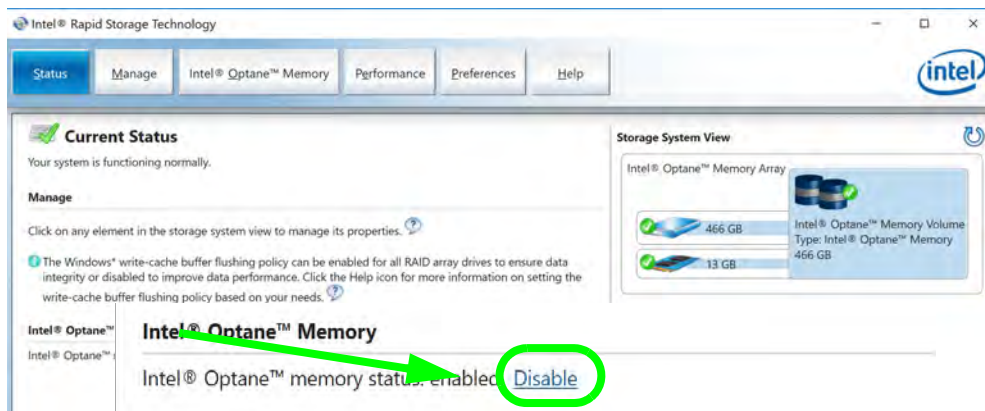 Intel® Rapid Storage Technology
Status
Manage
Intel® Optane™ Memory
Performance
Preferences
Help
intel
Current Status
Your system is functioning normally.
Manage
Click on any element in the storage system view to manage its properties.
The Windows* write-cache buffer flushing policy can be enabled for all RAID array drives to ensure data
integrity or disabled to improve data performance. Click the Help icon for more information on setting the
write-cache buffer flushing policy based on your needs.
Intel® Optane™
Intel® Optane™
Storage System View
Intel® Optane™ Memory Array
466 GB
13 GB
Intel® Optane™ Memory Volume
Type: Intel® Optane™ Memory
466 GB
Intel® Optane™ Memory
Intel® Optane™ memory status: enabled Disable